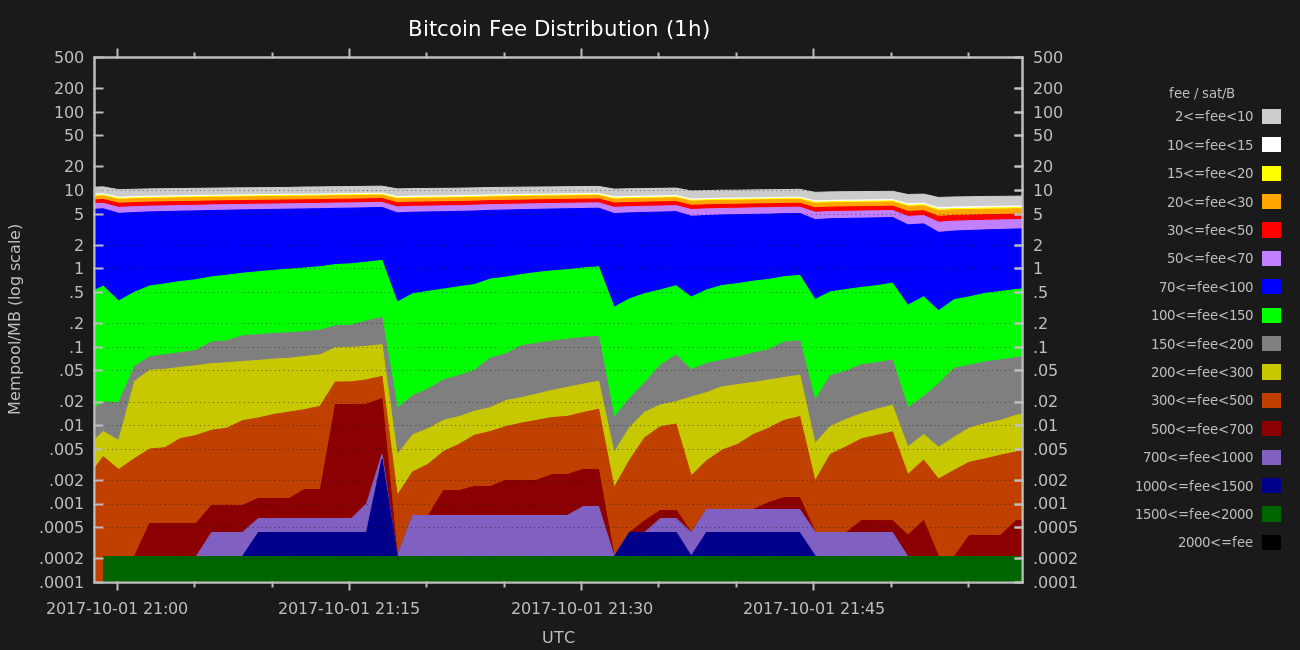 Bitcoin Fee Distribution (1h)
500
200
100
50
20
10
5
2
1
.5
.2
.1
.05
.02
.01
.005
.002
.001
.0005
.0002
.0001
Mempool/MB (log scale)
500
200
100
50
20
10
5
2
1
.5
.2
.1
.05
.02
.01
.005
.002
.001
.0005
.0002
.0001
2017-10-01 21:00
2017-10-01 21:15
2017-10-01 21:30
2017-10-01 21:45
UTC
fee / sat/B
2<=fee<10
10<=fee<15
15<=fee<20
20<=fee<30
30<=fee<50
50<=fee<70
70<=fee<100
100<=fee<150
150<=fee<200
200<=fee<300
300<=fee<500
500<=fee<700
700<=fee<1000
1000<=fee<1500
1500<=fee<2000
2000<=fee